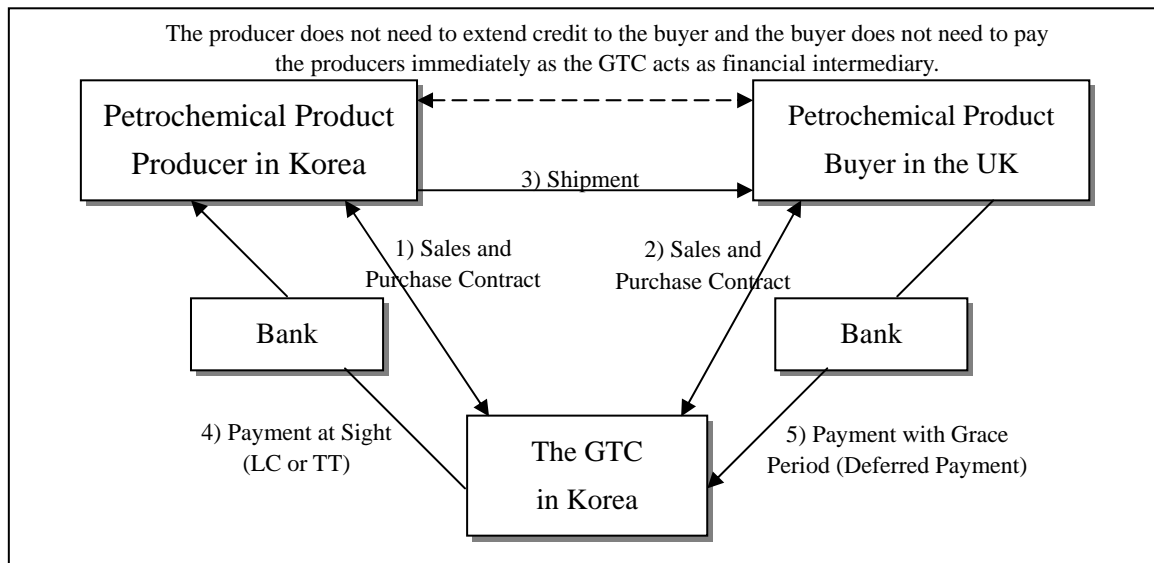 The producer does not need to extend credit to the buyer and the buyer does not need to pay
the producers immediately as the GTC acts as financial intermediary.
Petrochemical Product
Producer in Korea
Petrochemical Product
Buyer in the UK
3) Shipment
1) Sales and
Purchase Contract
2) Sales and
Purchase Contract
Bank
Bank
4) Payment at Sight
(LC or TT)
The GTC
in Korea
5) Payment with Grace
Period (Deferred Payment)